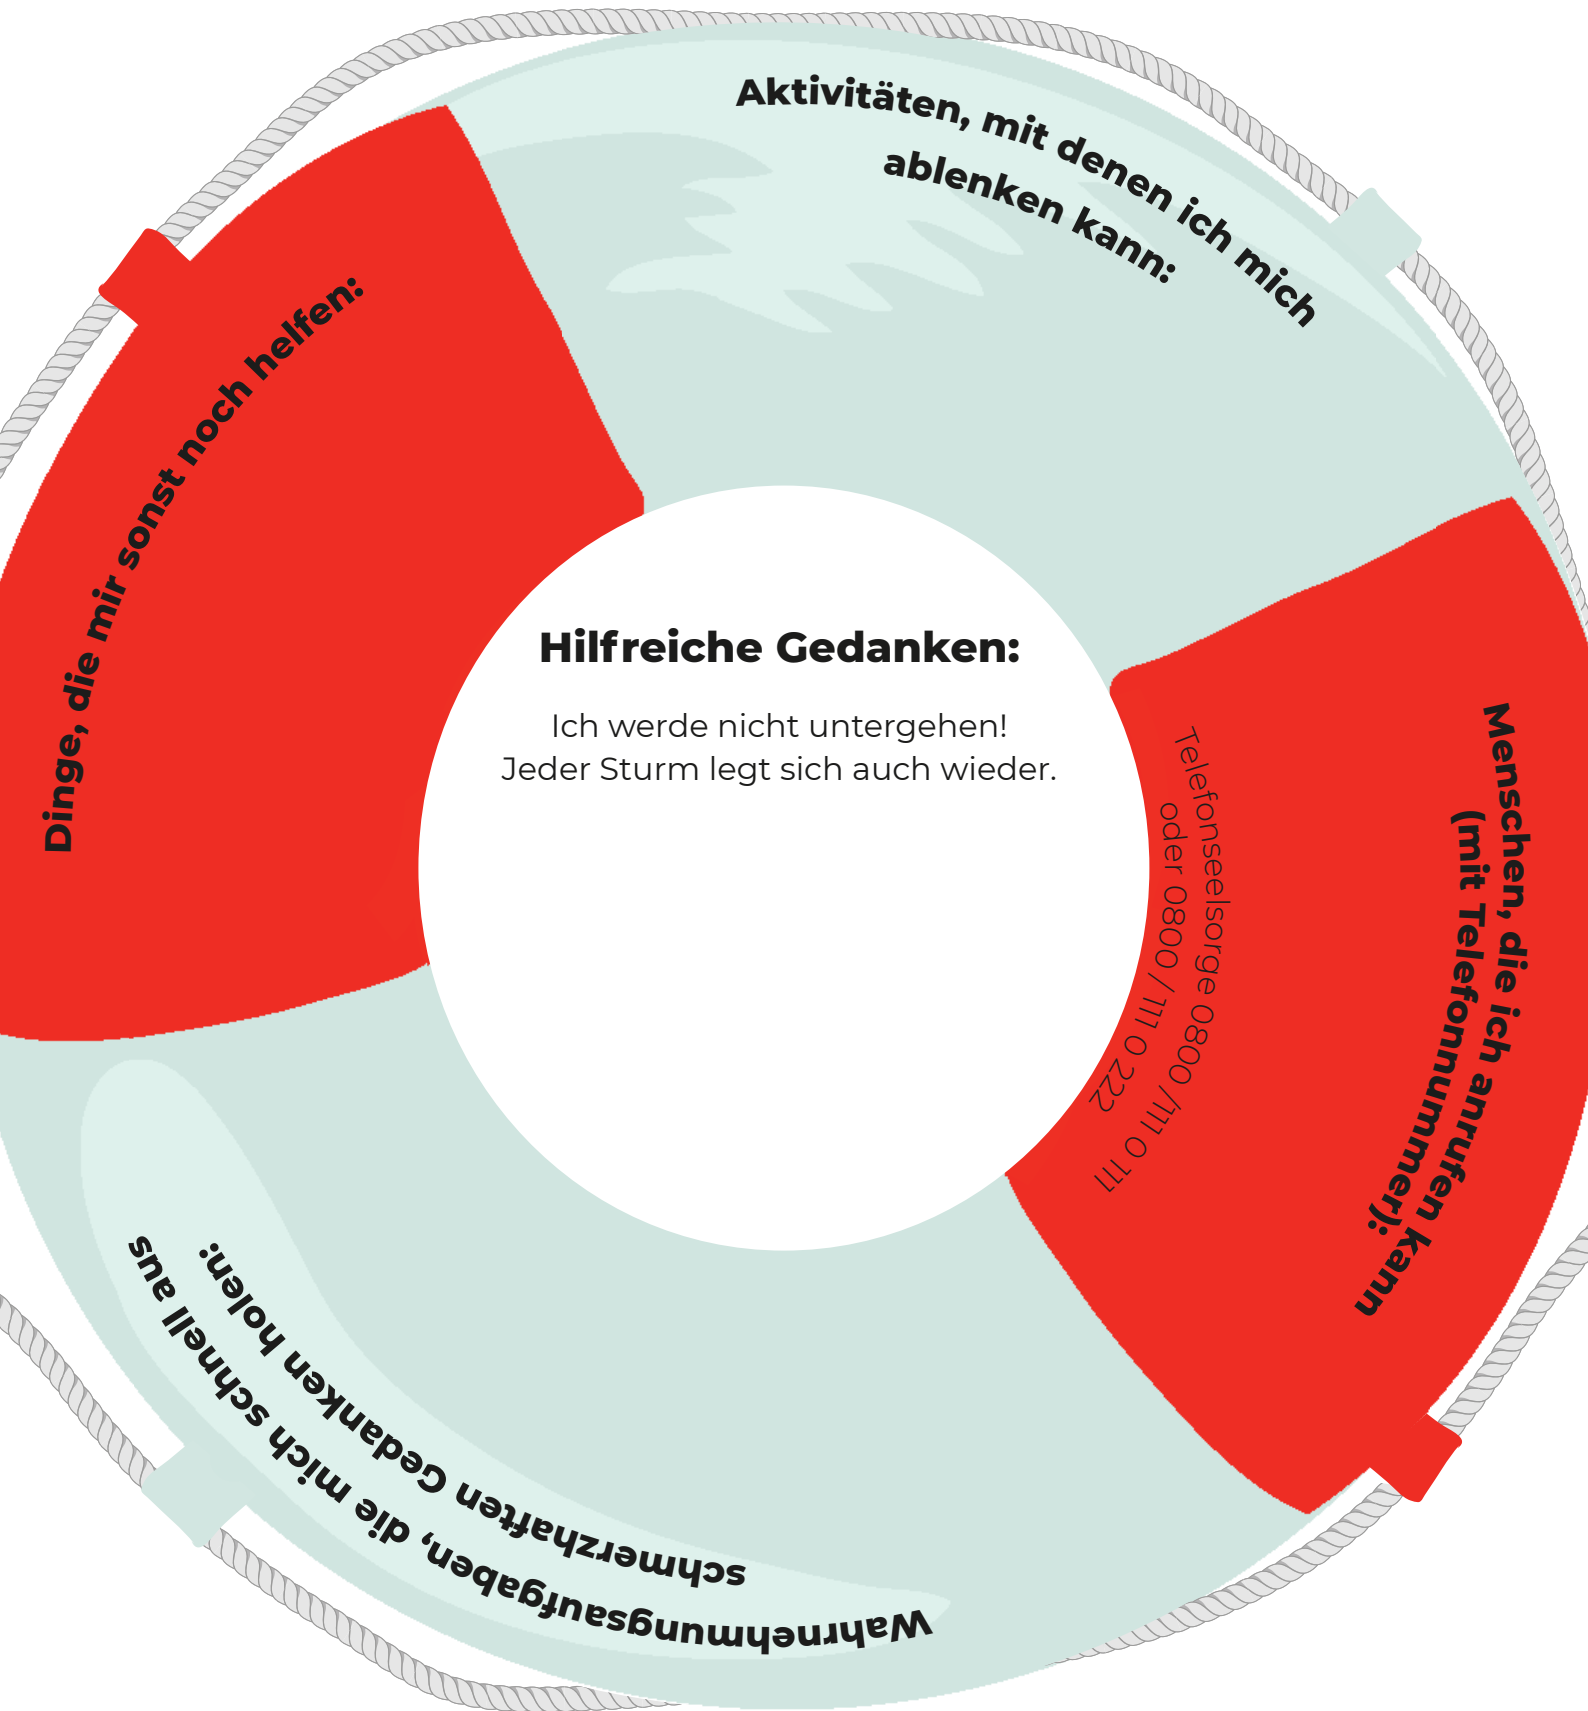 Aktivitäten, mit denen ich mich
ablenken kann:
Dinge, die mir sonst noch helfen:
Hilfreiche Gedanken:
Ich werde nicht untergehen!
Jeder Sturm legt sich auch wieder.
Menschen, die ich anrufen kann
(mit Telefonnummer):
Telefonseelsorge 0800 / 111 0 111
oder 0800 / 111 0 222
Wahrnehmungsaufgaben, die mich schnell aus
schmerzhaften Gedanken holen: